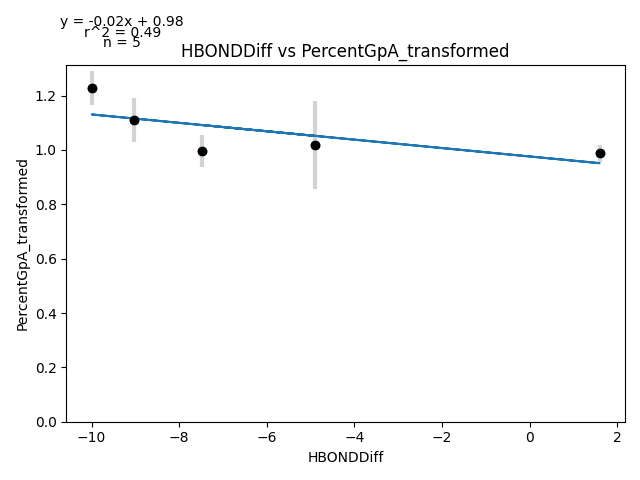 y = -0.02x + 0.98
r^2 = 0.49
n = 5
HBONDDiff vs PercentGpA_transformed
PercentGpA_transformed
1.2
1.0
0.8
0.6
0.4
0.2
0.0
−10 −8 −6 −4 −2 0 2
HBONDDiff